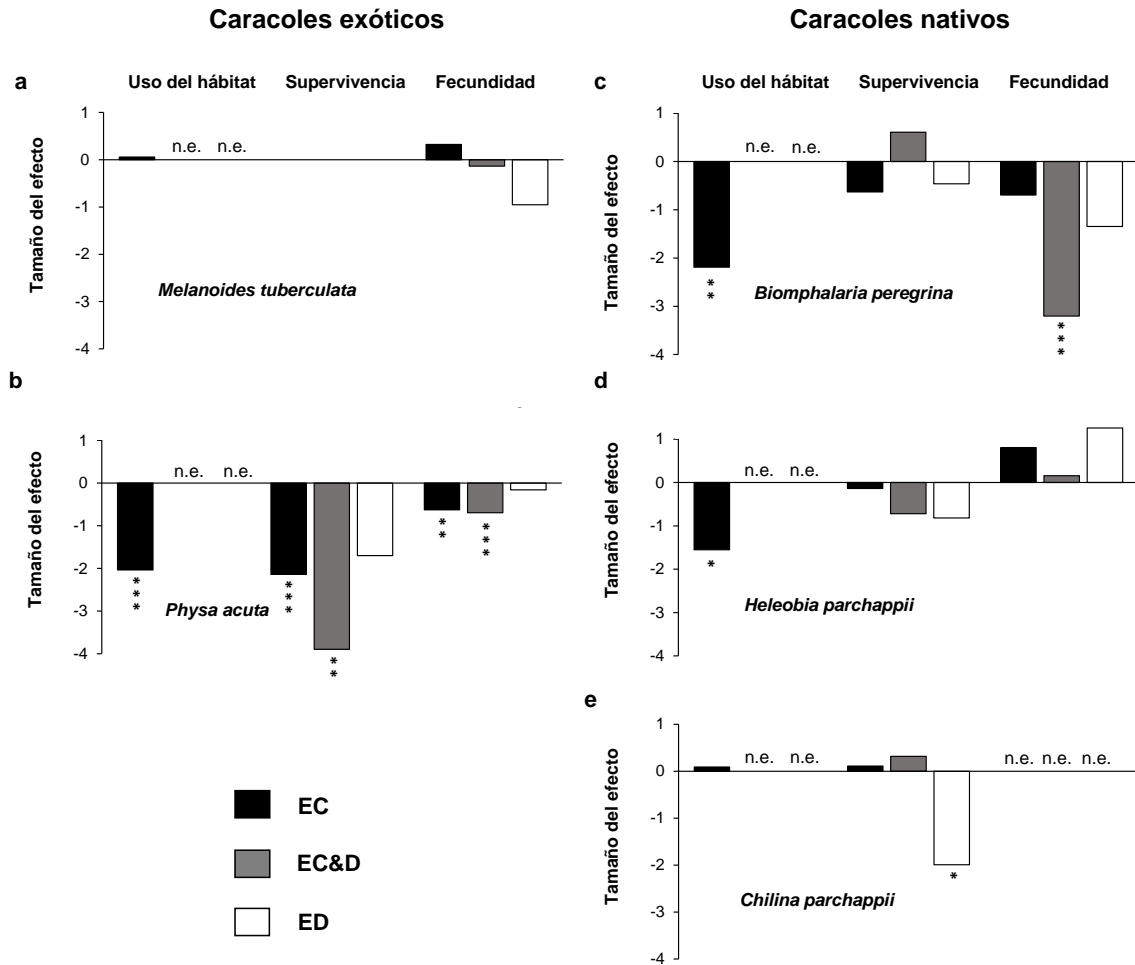 Caracoles exóticos
a
Uso del hábitat Supervivencia Fecundidad
Tamaño del efecto
1
0
-1
-2
-3
-4
n.e. n.e.
Melanoides tuberculata
b
Tamaño del efecto
1
0
-1
-2
-3
-4
n.e. n.e.
***
***
**
**
***
Physa acuta
EC
EC&D
ED
Caracoles nativos
c
Uso del hábitat Supervivencia Fecundidad
Tamaño del efecto
1
0
-1
-2
-3
-4
n.e. n.e.
**
***
Biomphalaria peregrina
d
Tamaño del efecto
1
0
-1
-2
-3
-4
n.e. n.e.
*
Heleobia parchappii
e
Tamaño del efecto
1
0
-1
-2
-3
-4
n.e. n.e.
n.e. n.e. n.e.
*
Chilina parchappii